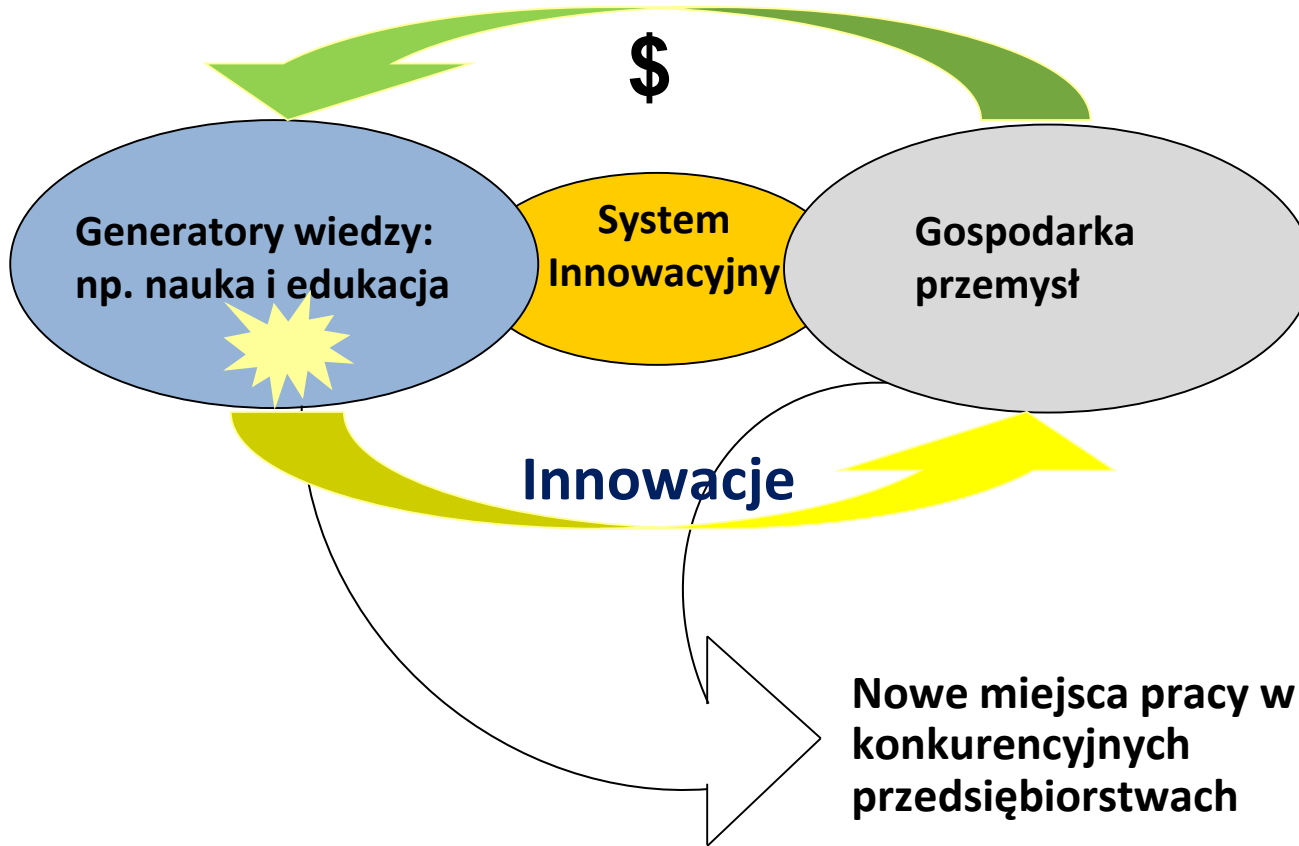 $
Generatory wiedzy:
np. nauka i edukacja
System
Innowacyjny
Gospodarka
przemysł
Innowacje
Nowe miejsca pracy w
konkurencyjnych
przedsiębiorstwach